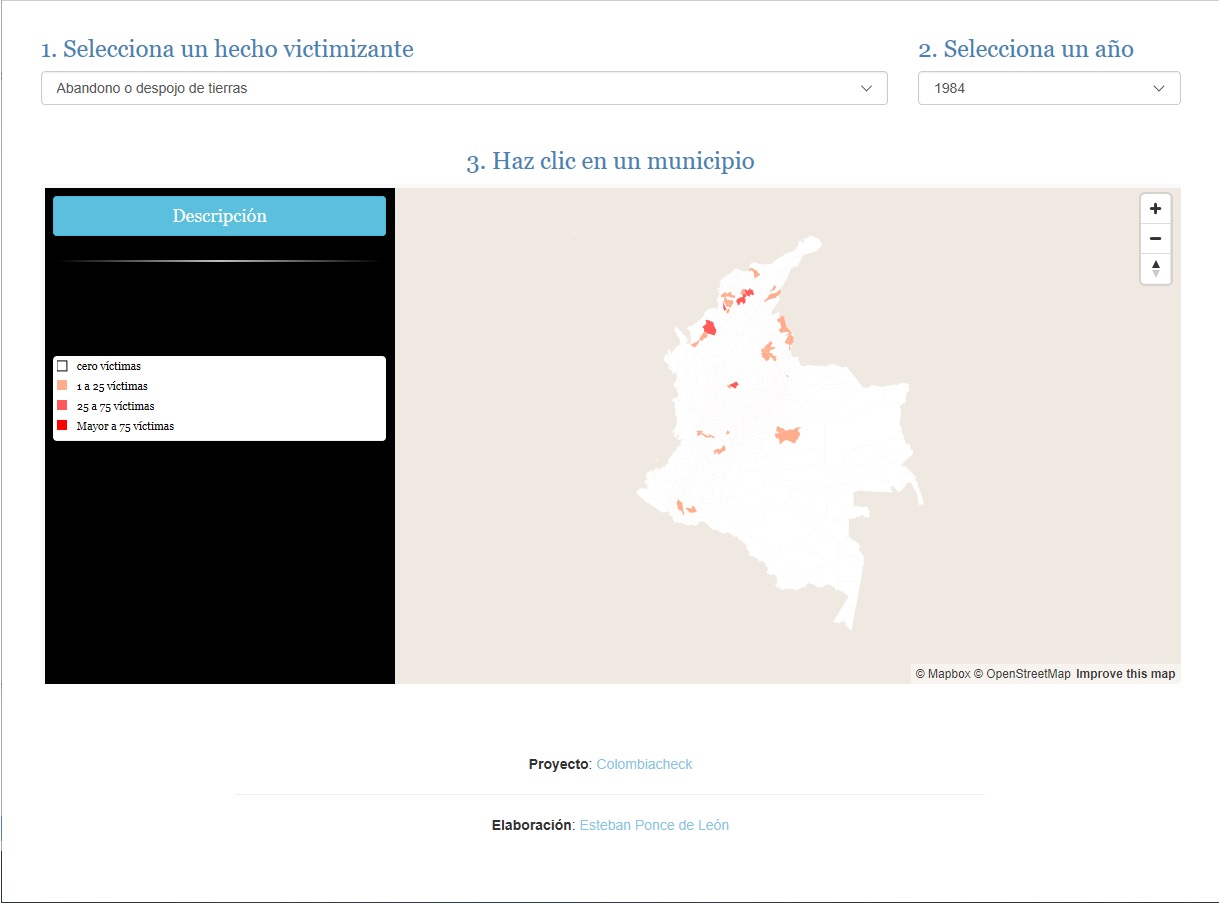 1. Selecciona un hecho victimizante
2. Selecciona un año
Abandono o despojo de tierras
1984
3. Haz clic en un municipio
Descripción
cero víctimas
1 a 25 víctimas
25 a 75 víctimas
Mayor a 75 víctimas
© Mapbox © OpenStreetMap Improve this map
Proyecto: Colombiacheck
Elaboración: Esteban Ponce de León